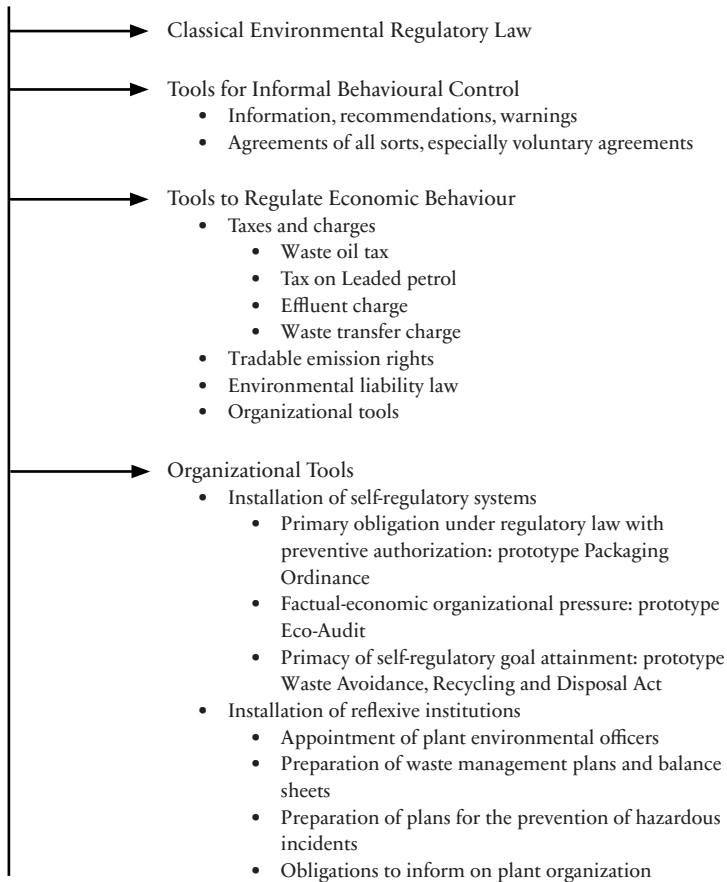 Classical Environmental Regulatory Law
Tools for Informal Behavioural Control
• Information, recommendations, warnings
• Agreements of all sorts, especially voluntary agreements
Tools to Regulate Economic Behaviour
• Taxes and charges
• Waste oil tax
• Tax on Leaded petrol
• Effluent charge
• Waste transfer charge
• Tradable emission rights
• Environmental liability law
• Organizational tools
Organizational Tools
• Installation of self-regulatory systems
• Primary obligation under regulatory law with
preventive authorization: prototype Packaging
Ordinance
• Factual-economic organizational pressure: prototype
Eco-Audit
• Primacy of self-regulatory goal attainment: prototype
Waste Avoidance, Recycling and Disposal Act
• Installation of reflexive institutions
• Appointment of plant environmental officers
• Preparation of waste management plans and balance
sheets
• Preparation of plans for the prevention of hazardous
incidents
• Obligations to inform on plant organization